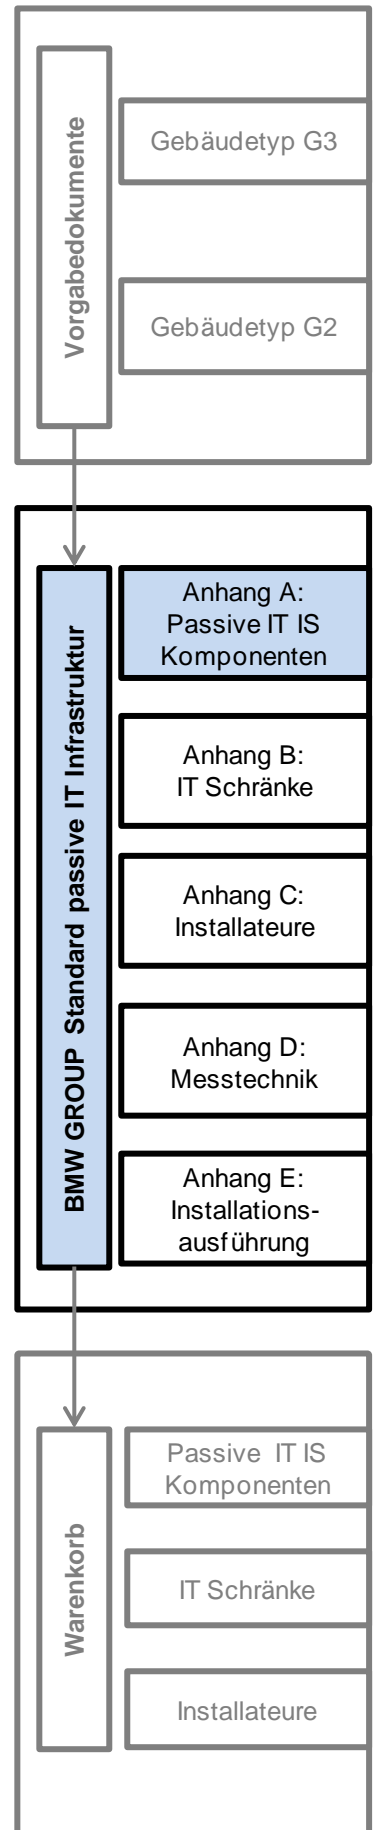 Vorgabedokumente
Gebäudetyp G3
Gebäudetyp G2
BMW GROUP Standard passive IT Infrastruktur
Anhang A:
Passive IT IS
Komponenten
Anhang B:
IT Schränke
Anhang C:
Installateure
Anhang D:
Messtechnik
Anhang E:
Installations-
ausführung
Warenkorb
Passive IT IS
Komponenten
IT Schränke
Installateure